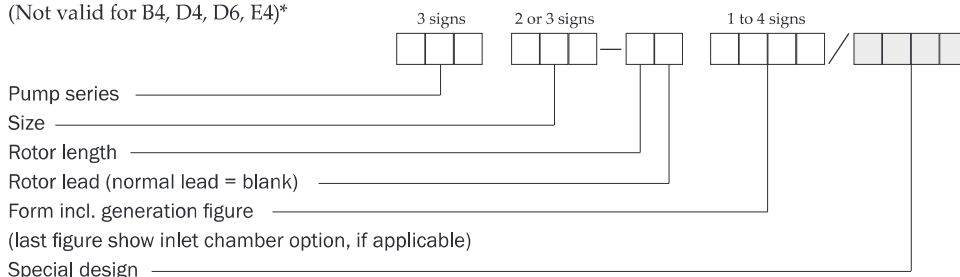 (Not valid for B4, D4, D6, E4)*
3 signs 2 or 3 signs 1 to 4 signs
— /
Pump series
Size
Rotor length
Rotor lead (normal lead = blank)
Form incl. generation figure
(last figure show inlet chamber option, if applicable)
Special design